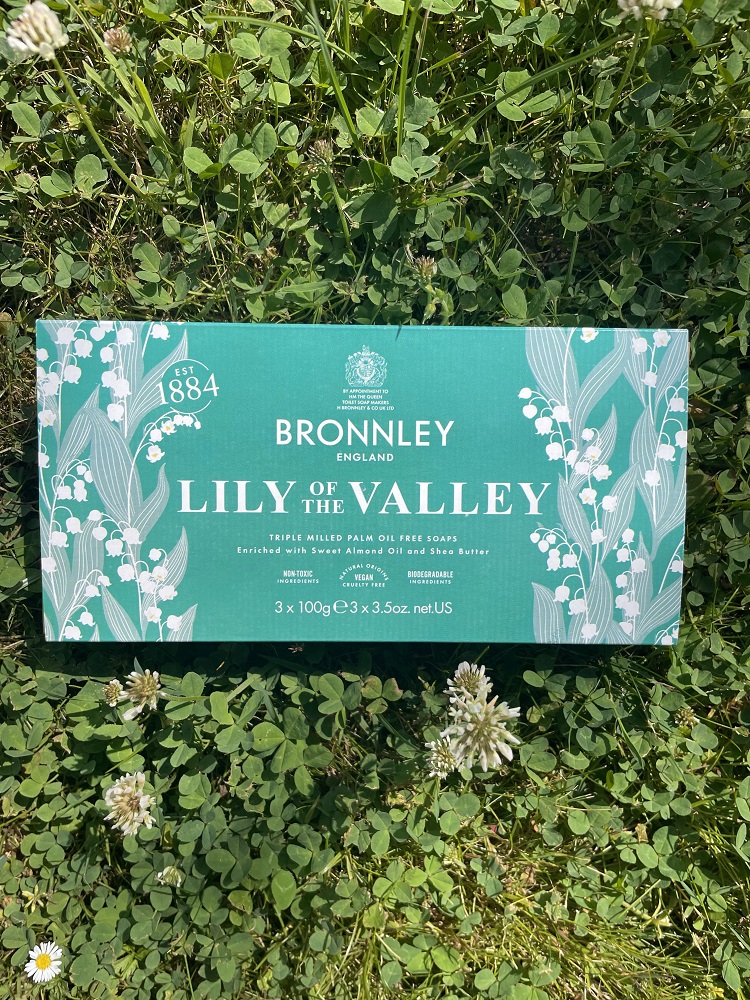 EST
1884
BY APPOINTMENT TO
HM THE QUEEN
TOILET SOAP MAKERS
H BRONNLEY & CO UK LTD
BRONNLEY
ENGLAND
LILY OF THE VALLEY
TRIPLE MILLED PALM OIL FREE SOAPS
Enriched with Sweet Almond Oil and Shea Butter
NON-TOXIC
INGREDIENTS
NATURAL ORIGINS
VEGAN
CRUELTY FREE
BIODEGRADABLE
INGREDIENTS
3 x 100g ℮ 3 x 3.5oz. net.US